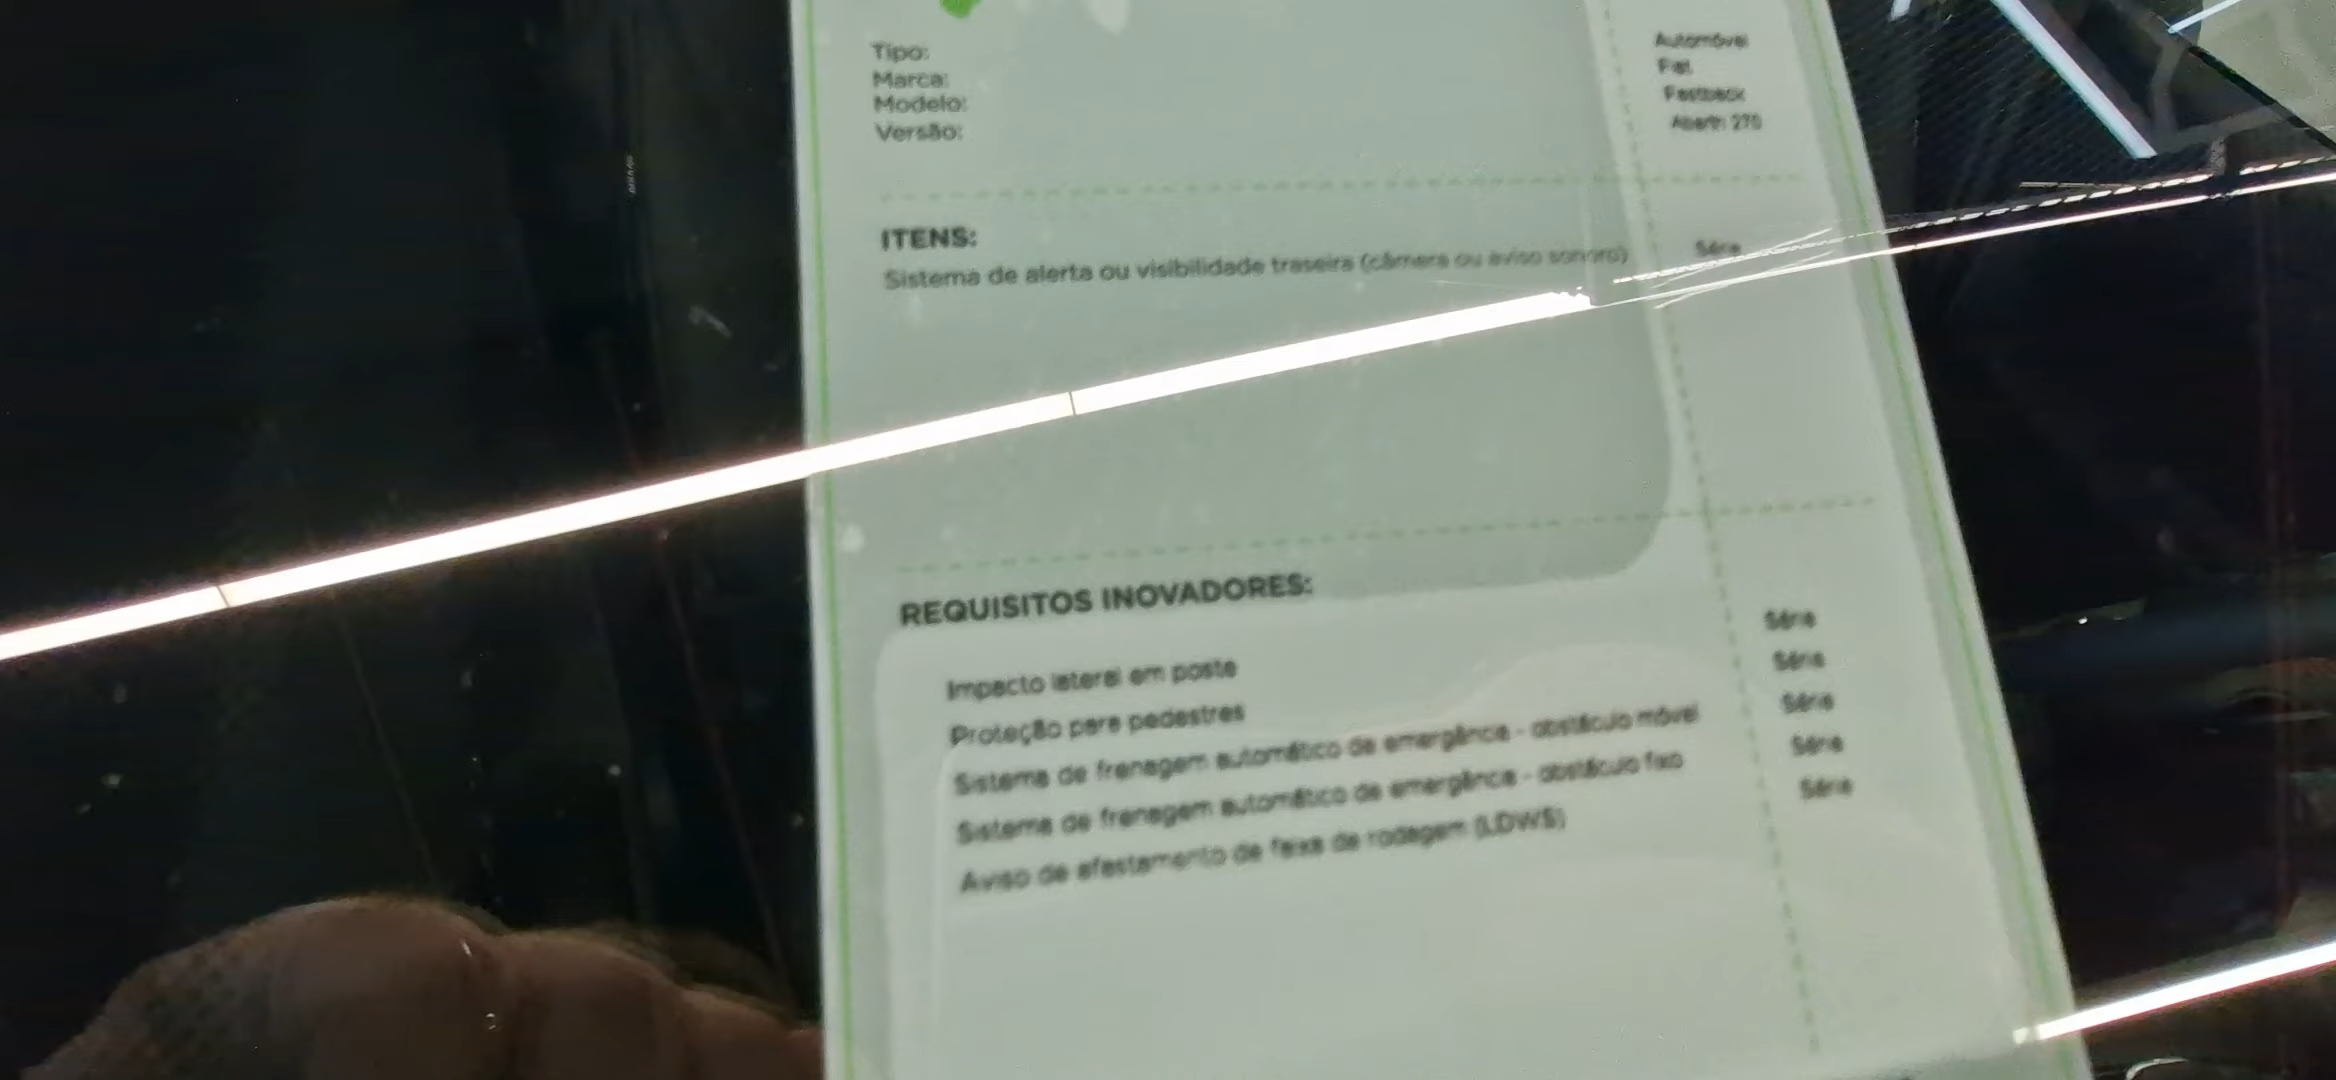 Tipo: Automóvel
Marca: Fiat
Modelo: Fastback
Versão: Abarth 270
ITENS:
Sistema de alerta ou visibilidade traseira (câmera ou aviso sonoro) Série
REQUISITOS INOVADORES:
Impacto lateral em poste Série
Proteção para pedestres Série
Sistema de frenagem automático de emergência - obstáculo móvel Série
Sistema de frenagem automático de emergência - obstáculo fixo Série
Aviso de afastamento de faixa de rodagem (LDWS) Série